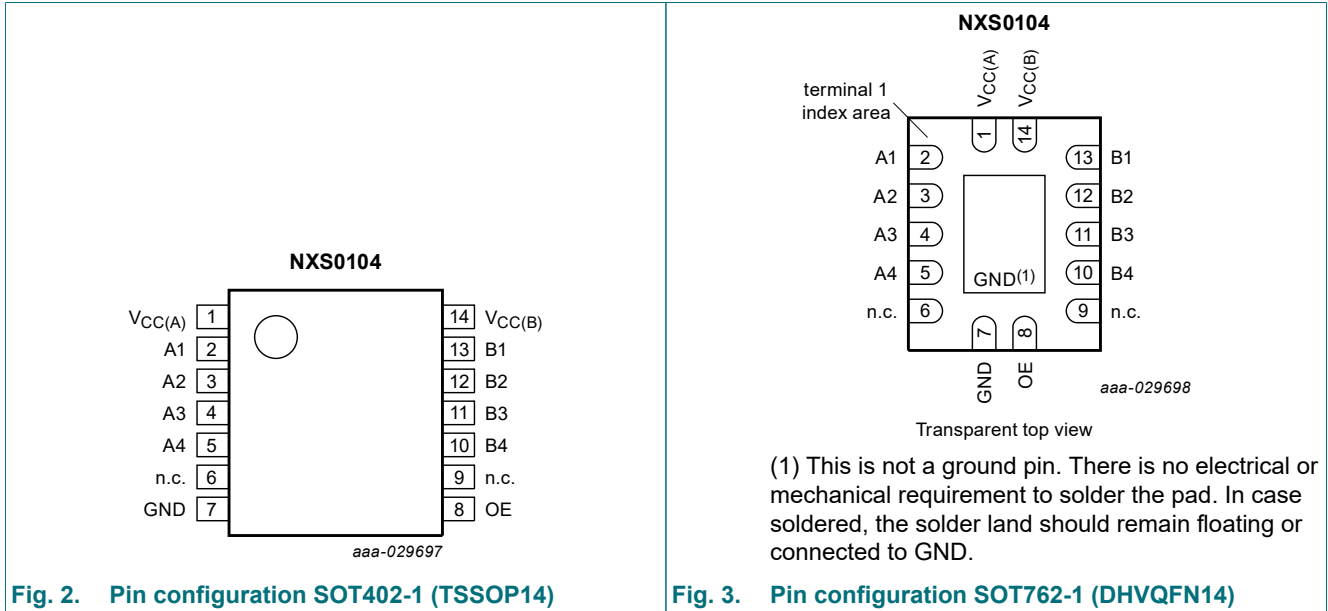 NXS0104
VCC(A) 1
A1 2
A2 3
A3 4
A4 5
n.c. 6
GND 7
14 VCC(B)
13 B1
12 B2
11 B3
10 B4
9 n.c.
8 OE
aaa-029697
Fig. 2. Pin configuration SOT402-1 (TSSOP14)
NXS0104
terminal 1
index area
VCC(A)
VCC(B)
1
14
A1 2
A2 3
A3 4
A4 5
n.c. 6
13 B1
12 B2
11 B3
10 B4
9 n.c.
GND(1)
7
8
GND
OE
aaa-029698
Transparent top view
(1) This is not a ground pin. There is no electrical or
mechanical requirement to solder the pad. In case
soldered, the solder land should remain floating or
connected to GND.
Fig. 3. Pin configuration SOT762-1 (DHVQFN14)